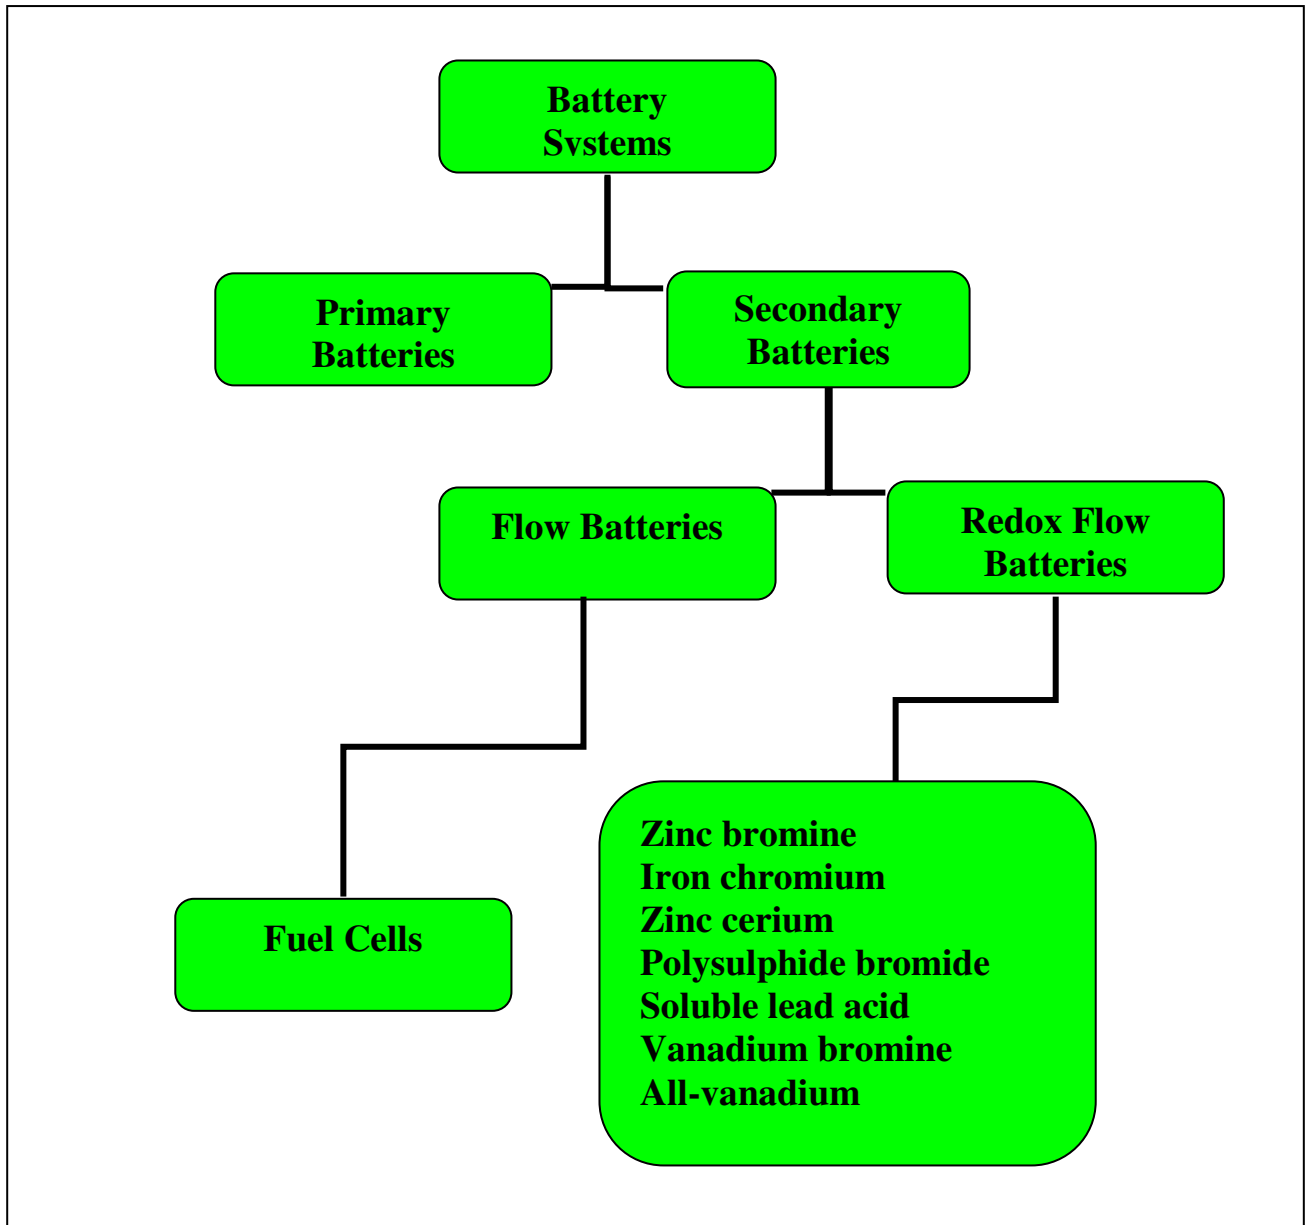 Battery
Systems
Primary
Batteries
Secondary
Batteries
Flow Batteries
Redox Flow
Batteries
Zinc bromine
Iron chromium
Zinc cerium
Polysulphide bromide
Soluble lead acid
Vanadium bromine
All-vanadium
Fuel Cells